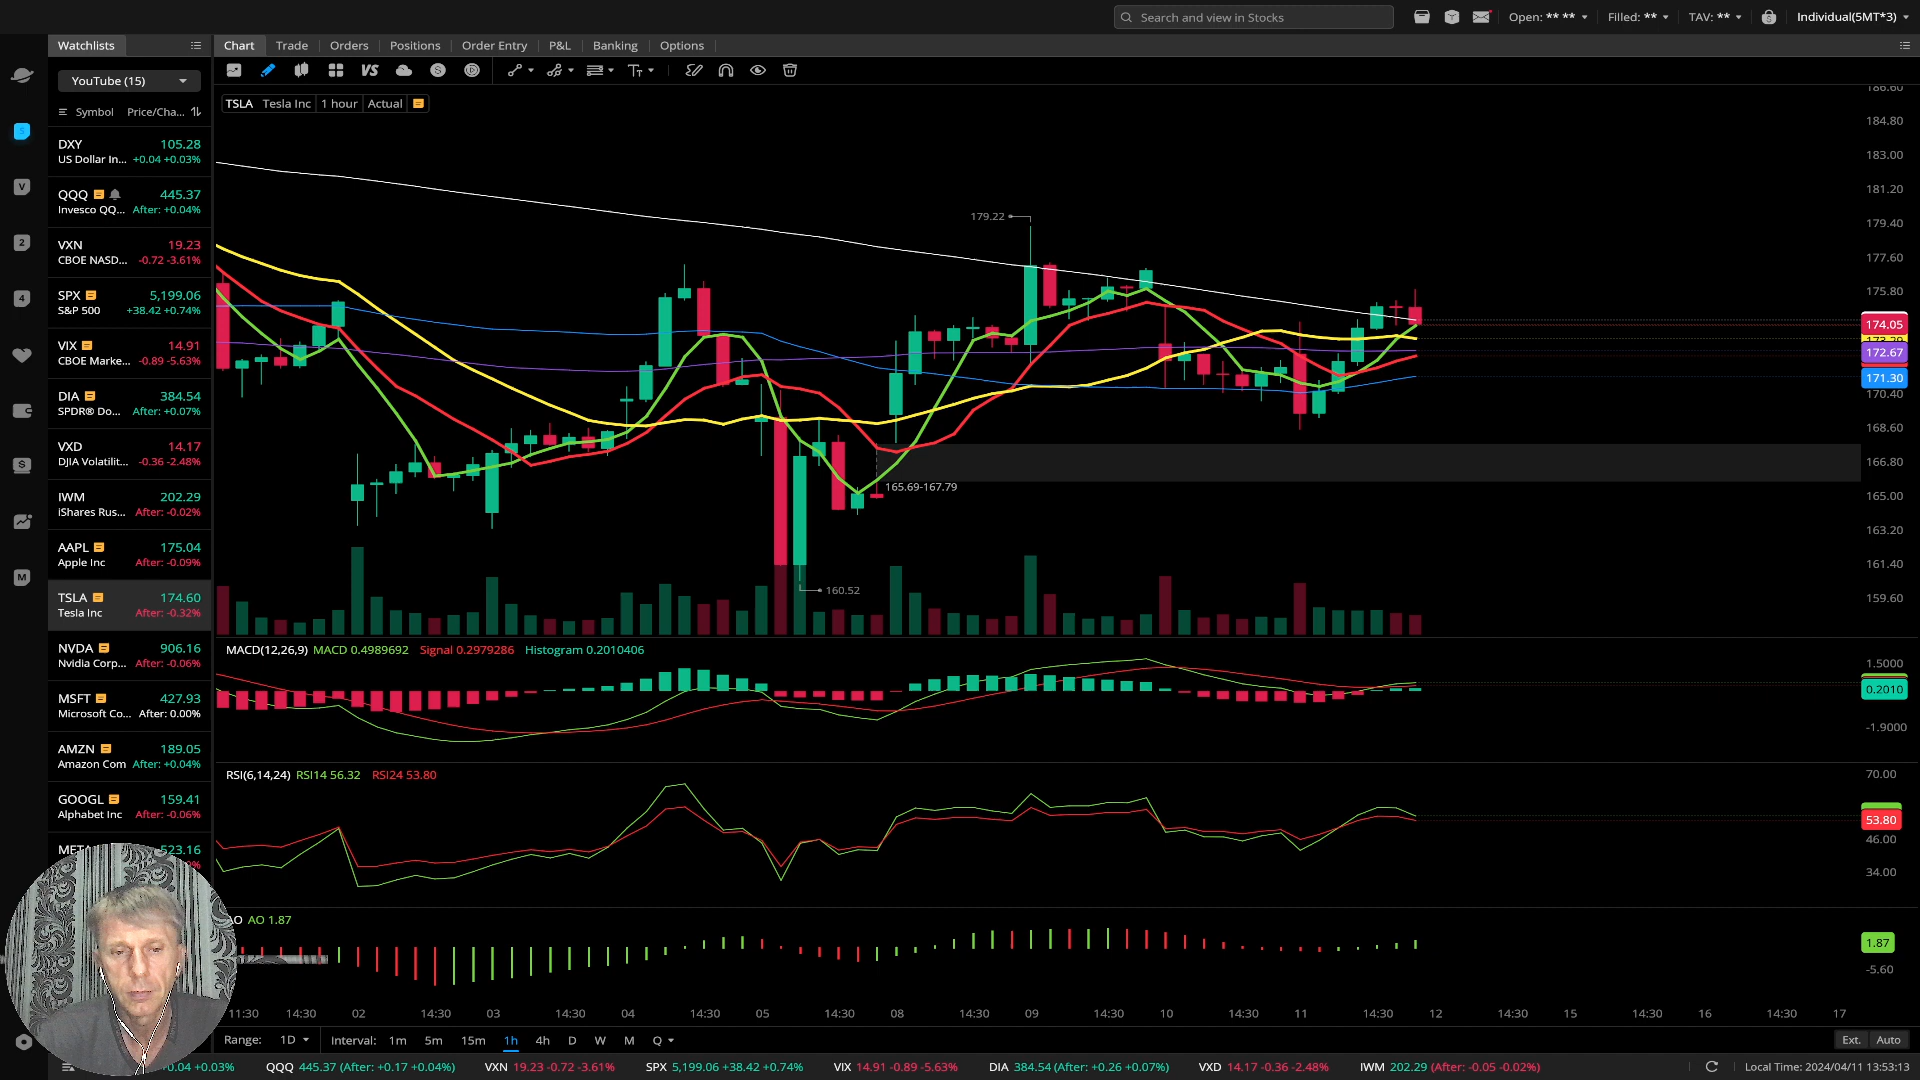 Search and view in Stocks
Open: ** **
Filled: **
TAV: **
Individual(5MT*3)
Watchlists
Chart
Trade
Orders
Positions
Order Entry
P&L
Banking
Options
YouTube (15)
Symbol
Price/Cha...
VS
TSLA
Tesla Inc
1 hour
Actual
DXY 105.28
US Dollar In... +0.04 +0.03%
QQQ 445.37
Invesco QQ... After: +0.04%
VXN 19.23
CBOE NASD... -0.72 -3.61%
SPX 5,199.06
S&P 500 +38.42 +0.74%
VIX 14.91
CBOE Marke... -0.89 -5.63%
DIA 384.54
SPDR® Do... After: +0.07%
VXD 14.17
DJIA Volatilit... -0.36 -2.48%
IWM 202.29
iShares Rus... After: -0.02%
AAPL 175.04
Apple Inc After: -0.09%
TSLA 174.60
Tesla Inc After: -0.32%
NVDA 906.16
Nvidia Corp... After: -0.06%
MSFT 427.93
Microsoft Co... After: 0.00%
AMZN 189.05
Amazon Com After: +0.04%
GOOGL 159.41
Alphabet Inc After: -0.06%
META 523.16
179.22
165.69-167.79
160.52
186.60
184.80
183.00
181.20
179.40
177.60
175.80
174.05
172.67
171.30
170.40
168.60
166.80
165.00
163.20
161.40
159.60
MACD(12,26,9) MACD 0.4989692 Signal 0.2979286 Histogram 0.2010406
1.5000
0.2010
-1.9000
RSI(6,14,24) RSI14 56.32 RSI24 53.80
70.00
53.80
46.00
34.00
AO 1.87
1.87
-5.60
11:30 14:30 02 14:30 03 14:30 04 14:30 05 14:30 08 14:30 09 14:30 10 14:30 11 14:30 12 14:30 15 14:30 16 14:30 17
Range: 1D Interval: 1m 5m 15m 1h 4h D W M Q
Ext. Auto
+0.03% QQQ 445.37 (After: +0.17 +0.04%) VXN 19.23 -0.72 -3.61% SPX 5,199.06 +38.42 +0.74% VIX 14.91 -0.89 -5.63% DIA 384.54 (After: +0.26 +0.07%) VXD 14.17 -0.36 -2.48% IWM 202.29 (After: -0.05 -0.02%)
Local Time: 2024/04/11 13:53:13